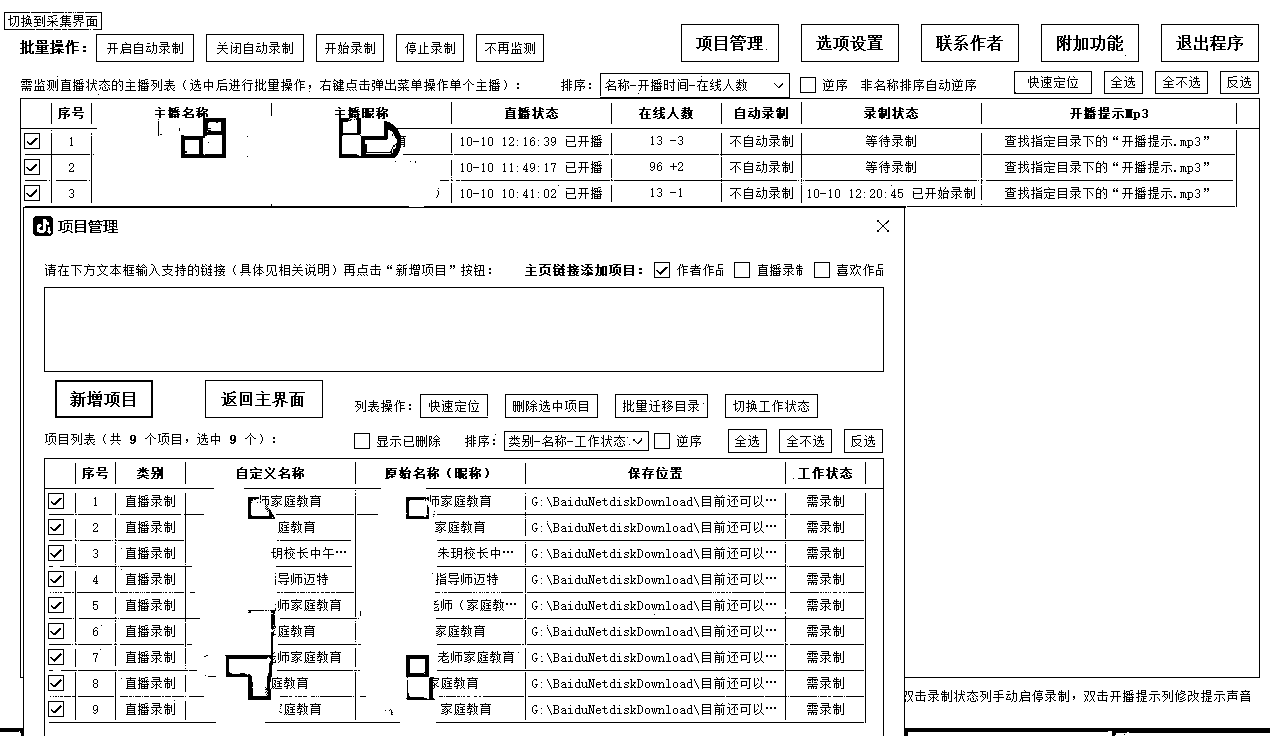 切换到采集界面
批量操作： 开启自动录制 关闭自动录制 开始录制 停止录制 不再监测 项目管理 选项设置 联系作者 附加功能 退出程序
需监测直播状态的主播列表（选中后进行批量操作，右键点击弹出菜单操作单个主播）： 排序： 名称-开播时间-在线人数 逆序 非名称排序自动逆序 快速定位 全选 全不选 反选
序号 主播名称 主播昵称 直播状态 在线人数 自动录制 录制状态 开播提示Mp3
1 10-10 12:16:39 已开播 13 -3 不自动录制 等待录制 查找指定目录下的“开播提示.mp3”
2 10-10 11:49:17 已开播 96 +2 不自动录制 等待录制 查找指定目录下的“开播提示.mp3”
3 10-10 10:41:02 已开播 13 -1 不自动录制 10-10 12:20:45 已开始录制 查找指定目录下的“开播提示.mp3”
项目管理
请在下方文本框输入支持的链接（具体见相关说明）再点击“新增项目”按钮： 主页链接添加项目： 作者作品 直播录制 喜欢作品
新增项目 返回主界面 列表操作： 快速定位 删除选中项目 批量迁移目录 切换工作状态
项目列表（共 9 个项目，选中 9 个）： 显示已删除 排序： 类别-名称-工作状态 逆序 全选 全不选 反选
序号 类别 自定义名称 原始名称（昵称） 保存位置 工作状态
1 直播录制 师家庭教育 师家庭教育 G:\BaiduNetdiskDownload\目前还可以… 需录制
2 直播录制 庭教育 家庭教育 G:\BaiduNetdiskDownload\目前还可以… 需录制
3 直播录制 玥校长中午… 朱玥校长中… G:\BaiduNetdiskDownload\目前还可以… 需录制
4 直播录制 导师迈特 指导师迈特 G:\BaiduNetdiskDownload\目前还可以… 需录制
5 直播录制 师家庭教育 老师（家庭教… G:\BaiduNetdiskDownload\目前还可以… 需录制
6 直播录制 庭教育 家庭教育 G:\BaiduNetdiskDownload\目前还可以… 需录制
7 直播录制 老师家庭教育 老师家庭教育 G:\BaiduNetdiskDownload\目前还可以… 需录制
8 直播录制 庭教育 家庭教育 G:\BaiduNetdiskDownload\目前还可以… 需录制
9 直播录制 庭教育 家庭教育 G:\BaiduNetdiskDownload\目前还可以… 需录制
双击录制状态列手动启停录制，双击开播提示列修改提示声音